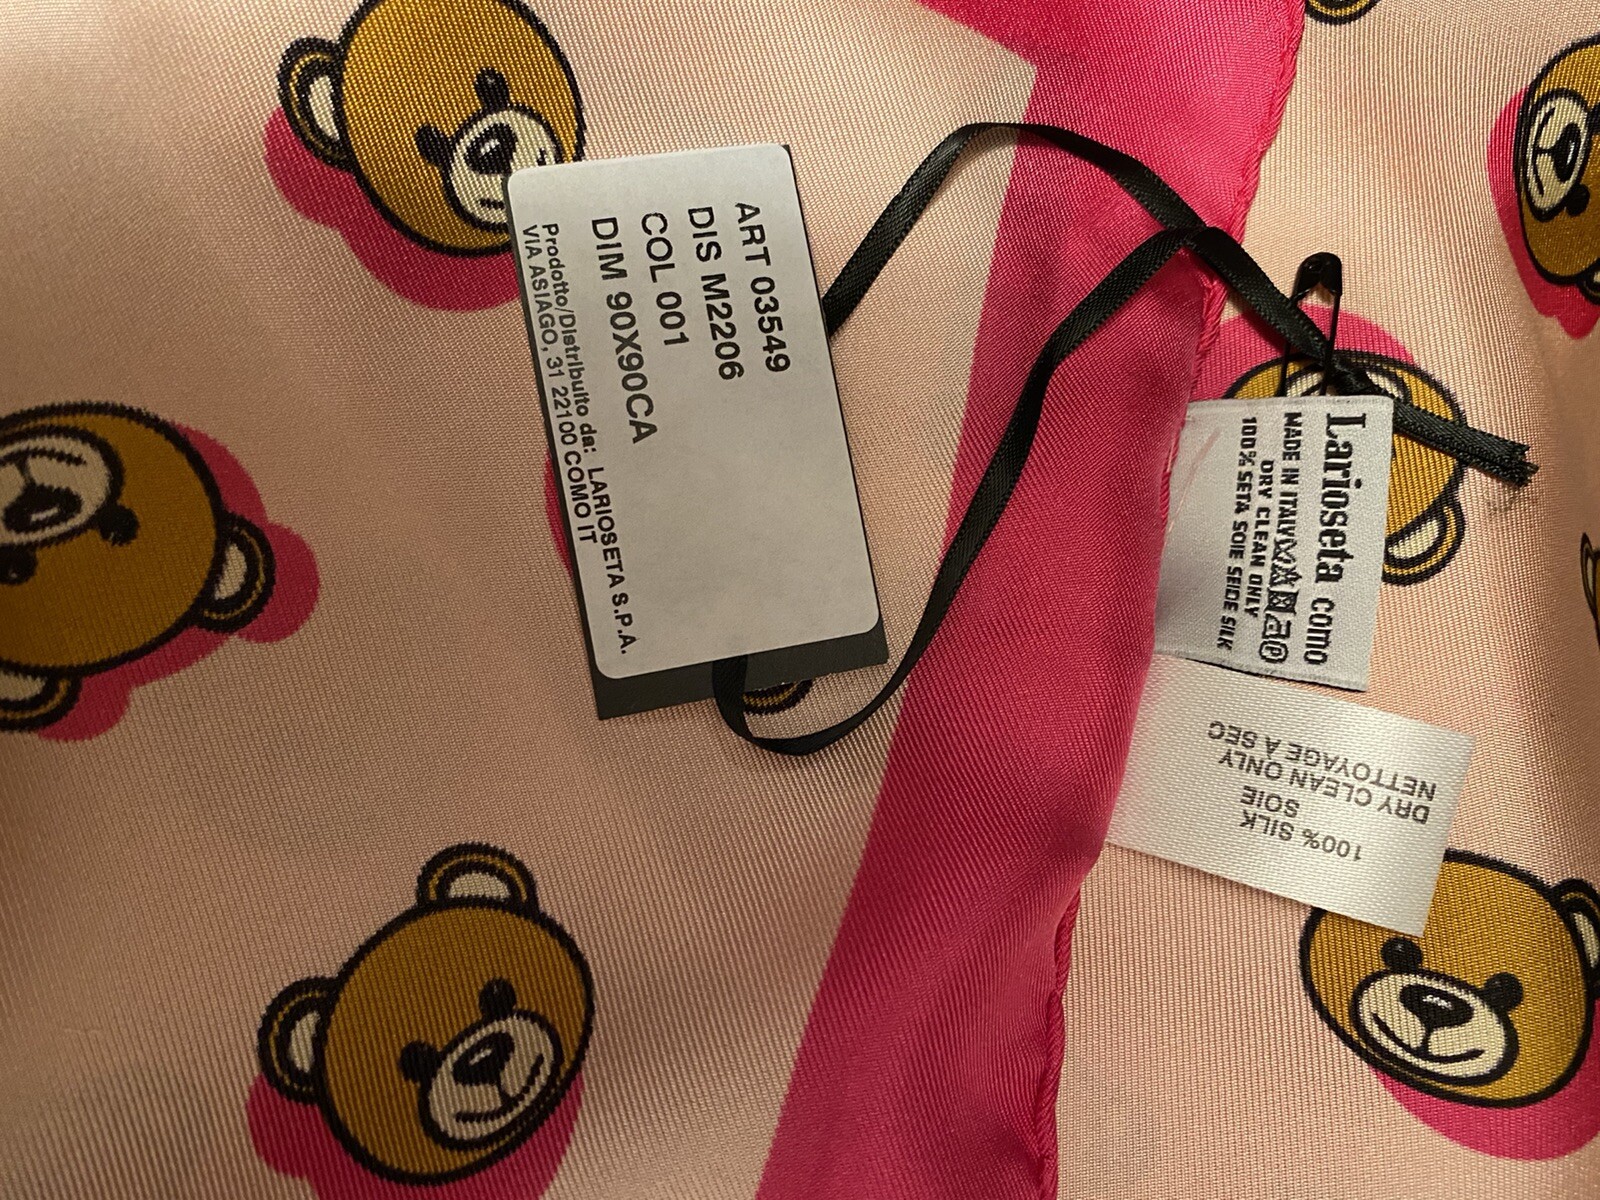 ART 03549
DIS M2206
COL 001
DIM 90X90CA
Prodotto/Distribuito da: LARIOSETA S.P.A.
VIA ASIAGO, 31 22100 COMO IT
Larioseta como
MADE IN ITALY
DRY CLEAN ONLY
100% SETA SOIE SEIDE SILK
100% SILK
SOIE
DRY CLEAN ONLY
NETTOYAGE A SEC